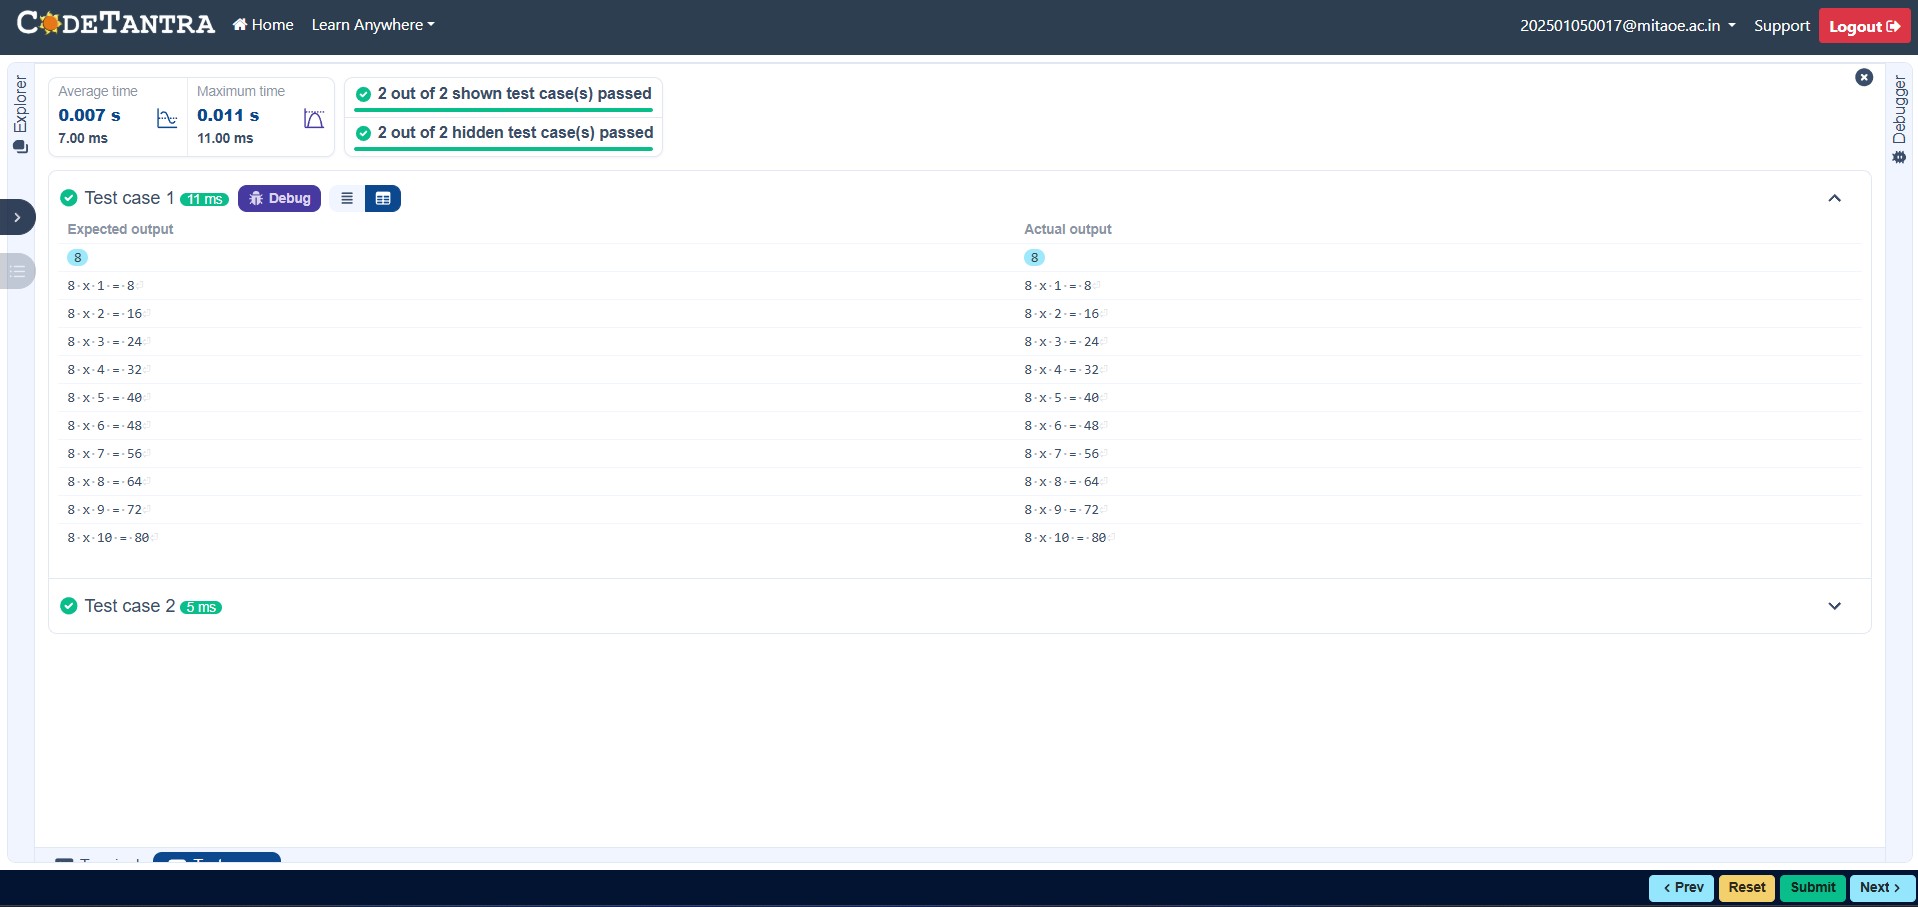 CODETANTRA Home Learn Anywhere 202501050017@mitaoe.ac.in Support Logout
Explorer
Debugger
Average time
0.007 s
7.00 ms
Maximum time
0.011 s
11.00 ms
2 out of 2 shown test case(s) passed
2 out of 2 hidden test case(s) passed
Test case 1 11 ms Debug
Expected output Actual output
8 8
8·x·1·=·8 8·x·1·=·8
8·x·2·=·16 8·x·2·=·16
8·x·3·=·24 8·x·3·=·24
8·x·4·=·32 8·x·4·=·32
8·x·5·=·40 8·x·5·=·40
8·x·6·=·48 8·x·6·=·48
8·x·7·=·56 8·x·7·=·56
8·x·8·=·64 8·x·8·=·64
8·x·9·=·72 8·x·9·=·72
8·x·10·=·80 8·x·10·=·80
Test case 2 5 ms
< Prev Reset Submit Next >